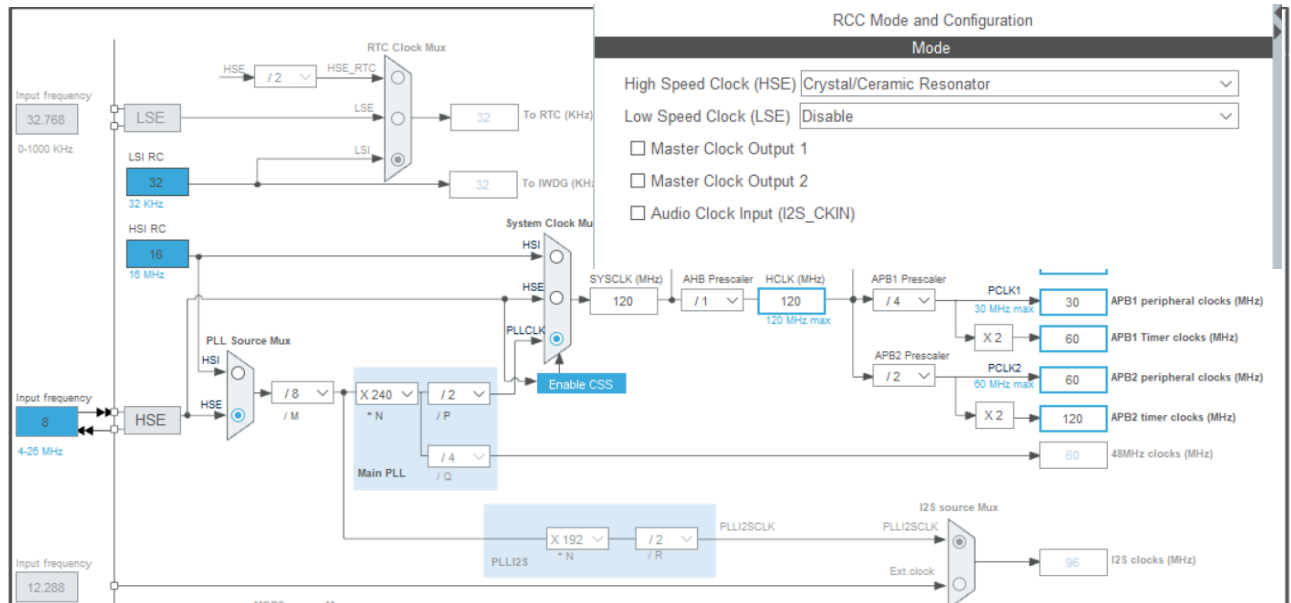 RCC Mode and Configuration
Mode
High Speed Clock (HSE) Crystal/Ceramic Resonator
Low Speed Clock (LSE) Disable
Master Clock Output 1
Master Clock Output 2
Audio Clock Input (I2S_CKIN)
RTC Clock Mux
HSE
/ 2
HSE_RTC
Input frequency
32.768
0-1000 KHz
LSE
LSE
32
To RTC (KHz)
LSI RC
LSI
32
32 KHz
32
To IWDG (KHz
HSI RC
16
16 MHz
System Clock Mu
HSI
HSE
PLLCLK
SYSCLK (MHz)
120
AHB Prescaler
/ 1
HCLK (MHz)
120
120 MHz max
APB1 Prescaler
/ 4
PCLK1
30 MHz max
30
APB1 peripheral clocks (MHz)
X 2
60
APB1 Timer clocks (MHz)
APB2 Prescaler
/ 2
PCLK2
60 MHz max
60
APB2 peripheral clocks (MHz)
X 2
120
APB2 timer clocks (MHz)
Enable CSS
PLL Source Mux
HSI
HSE
Input frequency
8
4-26 MHz
HSE
/ 8
/ M
X 240
* N
/ 2
/ P
/ 4
/ Q
Main PLL
60
48MHz clocks (MHz)
PLLI2S
X 192
* N
/ 2
/ R
PLLI2SCLK
I2S source Mux
PLLI2SCLK
Ext.clock
96
I2S clocks (MHz)
Input frequency
12.288